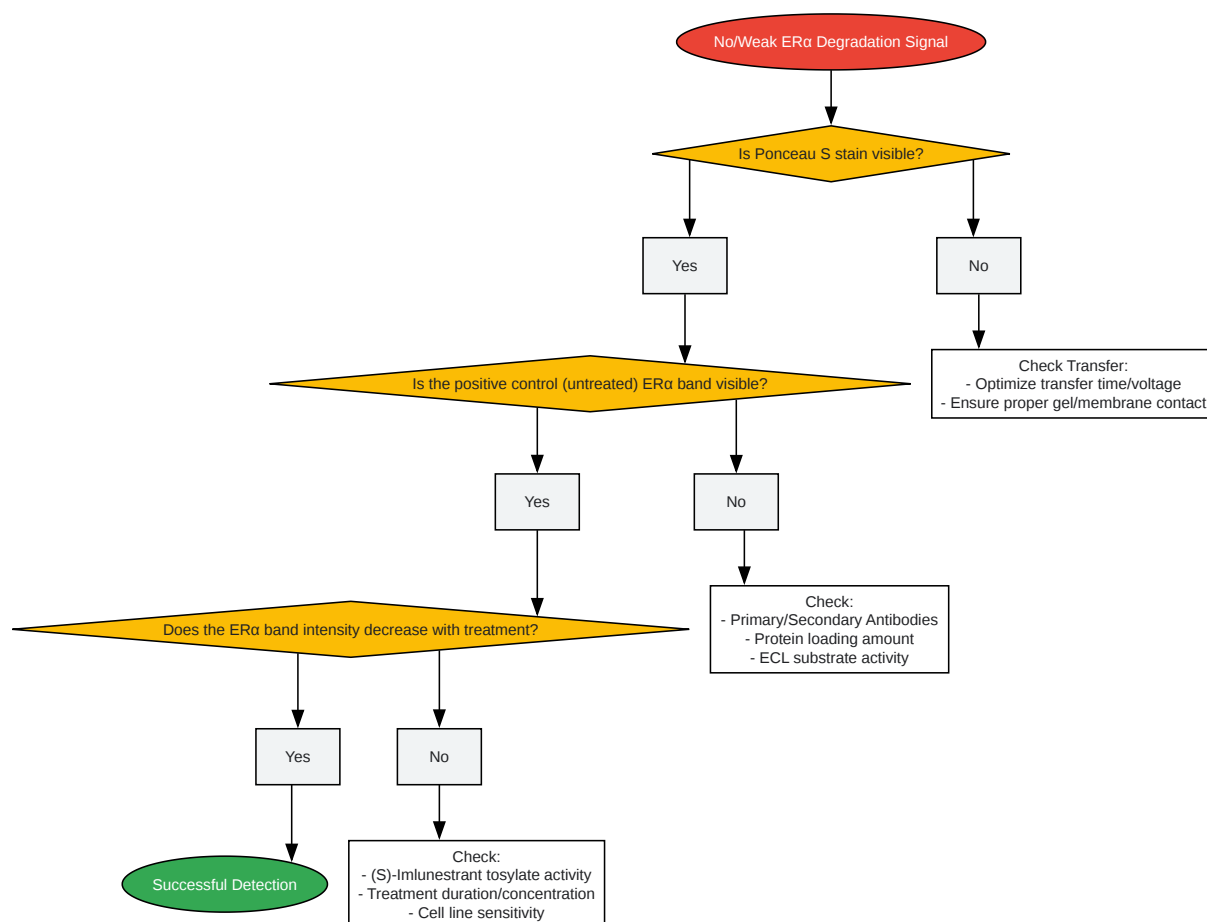 No/Weak ERα Degradation Signal
Is Ponceau S stain visible?
Yes
No
Check Transfer:
- Optimize transfer time/voltage
- Ensure proper gel/membrane contact
Is the positive control (untreated) ERα band visible?
Yes
No
Check:
- Primary/Secondary Antibodies
- Protein loading amount
- ECL substrate activity
Does the ERα band intensity decrease with treatment?
Yes
No
Successful Detection
Check:
- (S)-Imlunestrant tosylate activity
- Treatment duration/concentration
- Cell line sensitivity